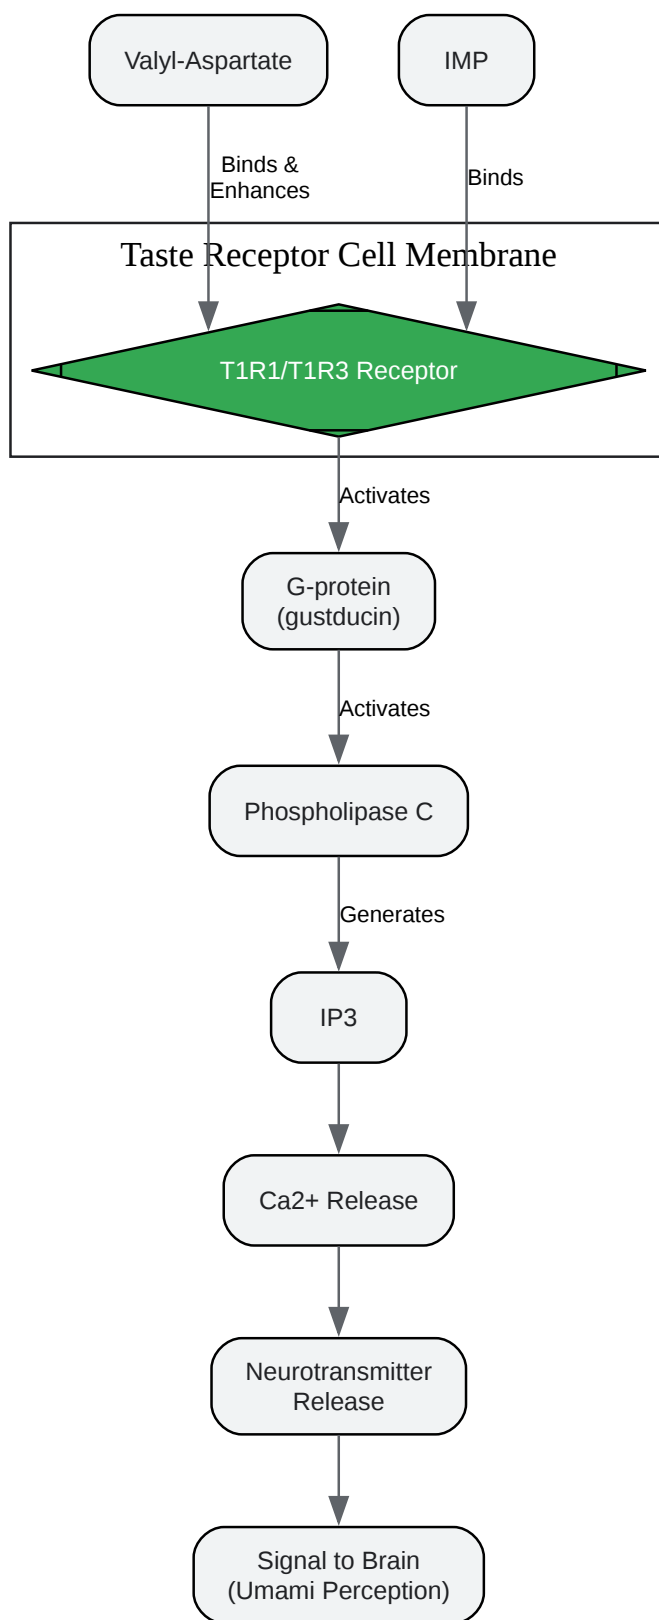 Valyl-Aspartate
IMP
Binds &
Enhances
Binds
Taste Receptor Cell Membrane
T1R1/T1R3 Receptor
Activates
G-protein
(gustducin)
Activates
Phospholipase C
Generates
IP3
Ca2+ Release
Neurotransmitter
Release
Signal to Brain
(Umami Perception)